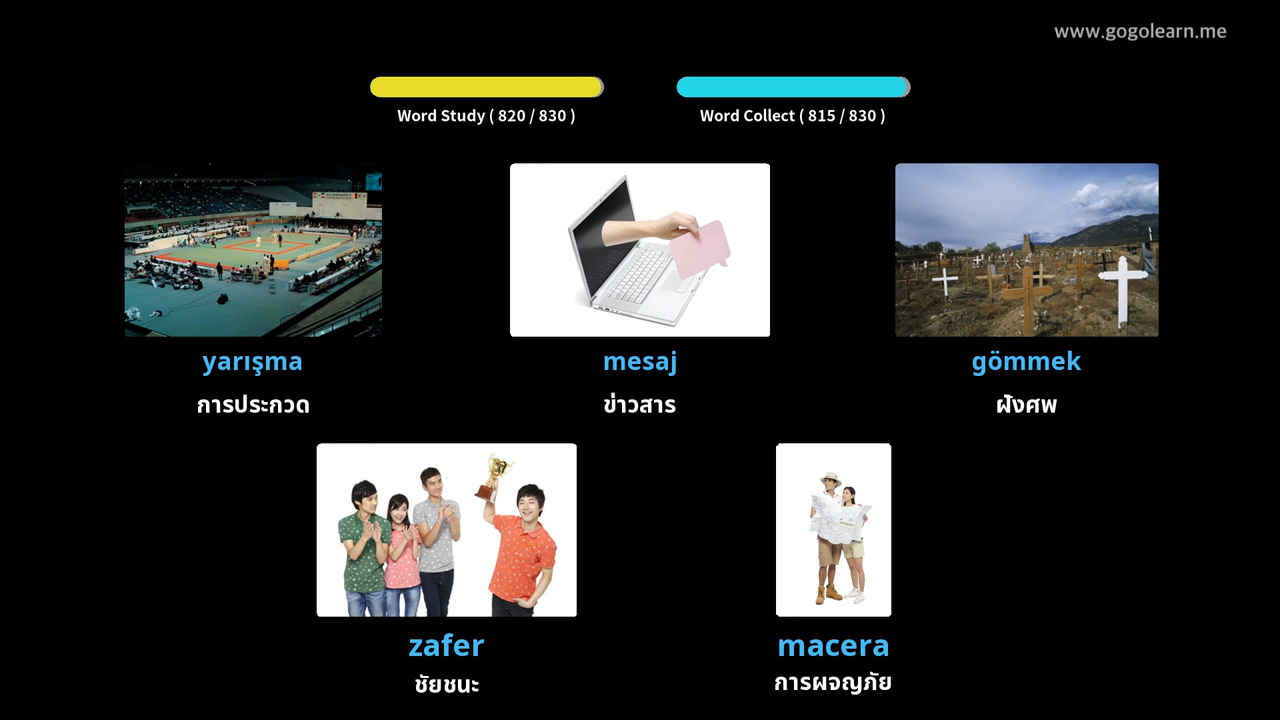 www.gogolearn.me
Word Study ( 820 / 830 )
Word Collect ( 815 / 830 )
yarışma
mesaj
gömmek
การประกวด
ข่าวสาร
ฝังศพ
zafer
macera
ชัยชนะ
การผจญภัย